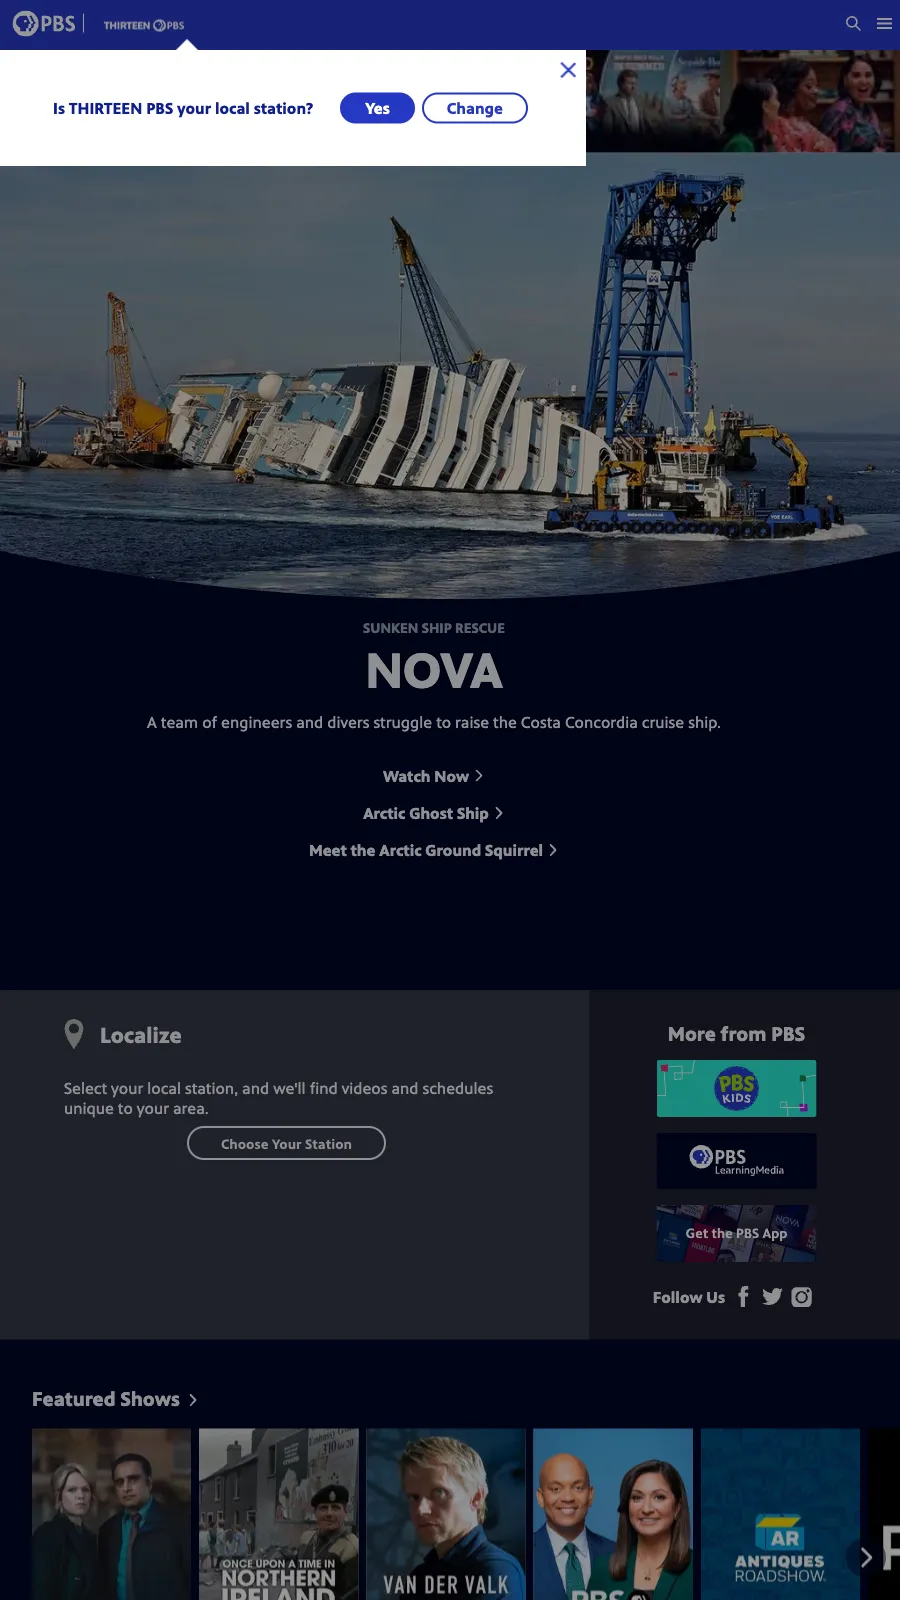 PBS
THIRTEEN PBS
Is THIRTEEN PBS your local station?
Yes
Change
SUNKEN SHIP RESCUE
NOVA
A team of engineers and divers struggle to raise the Costa Concordia cruise ship.
Watch Now
Arctic Ghost Ship
Meet the Arctic Ground Squirrel
Localize
Select your local station, and we'll find videos and schedules
unique to your area.
Choose Your Station
More from PBS
PBS
KIDS
PBS
LearningMedia
NOVA
Get the PBS App
Follow Us
Featured Shows
ONCE UPON A TIME IN
NORTHERN
IRELAND
VAN DER VALK
PBS
AR
ANTIQUES
ROADSHOW